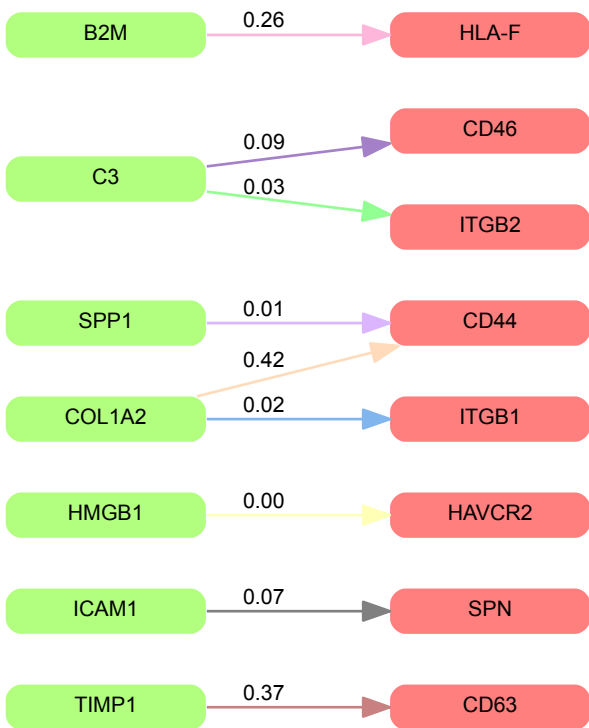 B2M 0.26 HLA-F
CD46
0.09
C3
0.03
ITGB2
SPP1 0.01 CD44
0.42
COL1A2 0.02 ITGB1
HMGB1 0.00 HAVCR2
ICAM1 0.07 SPN
TIMP1 0.37 CD63